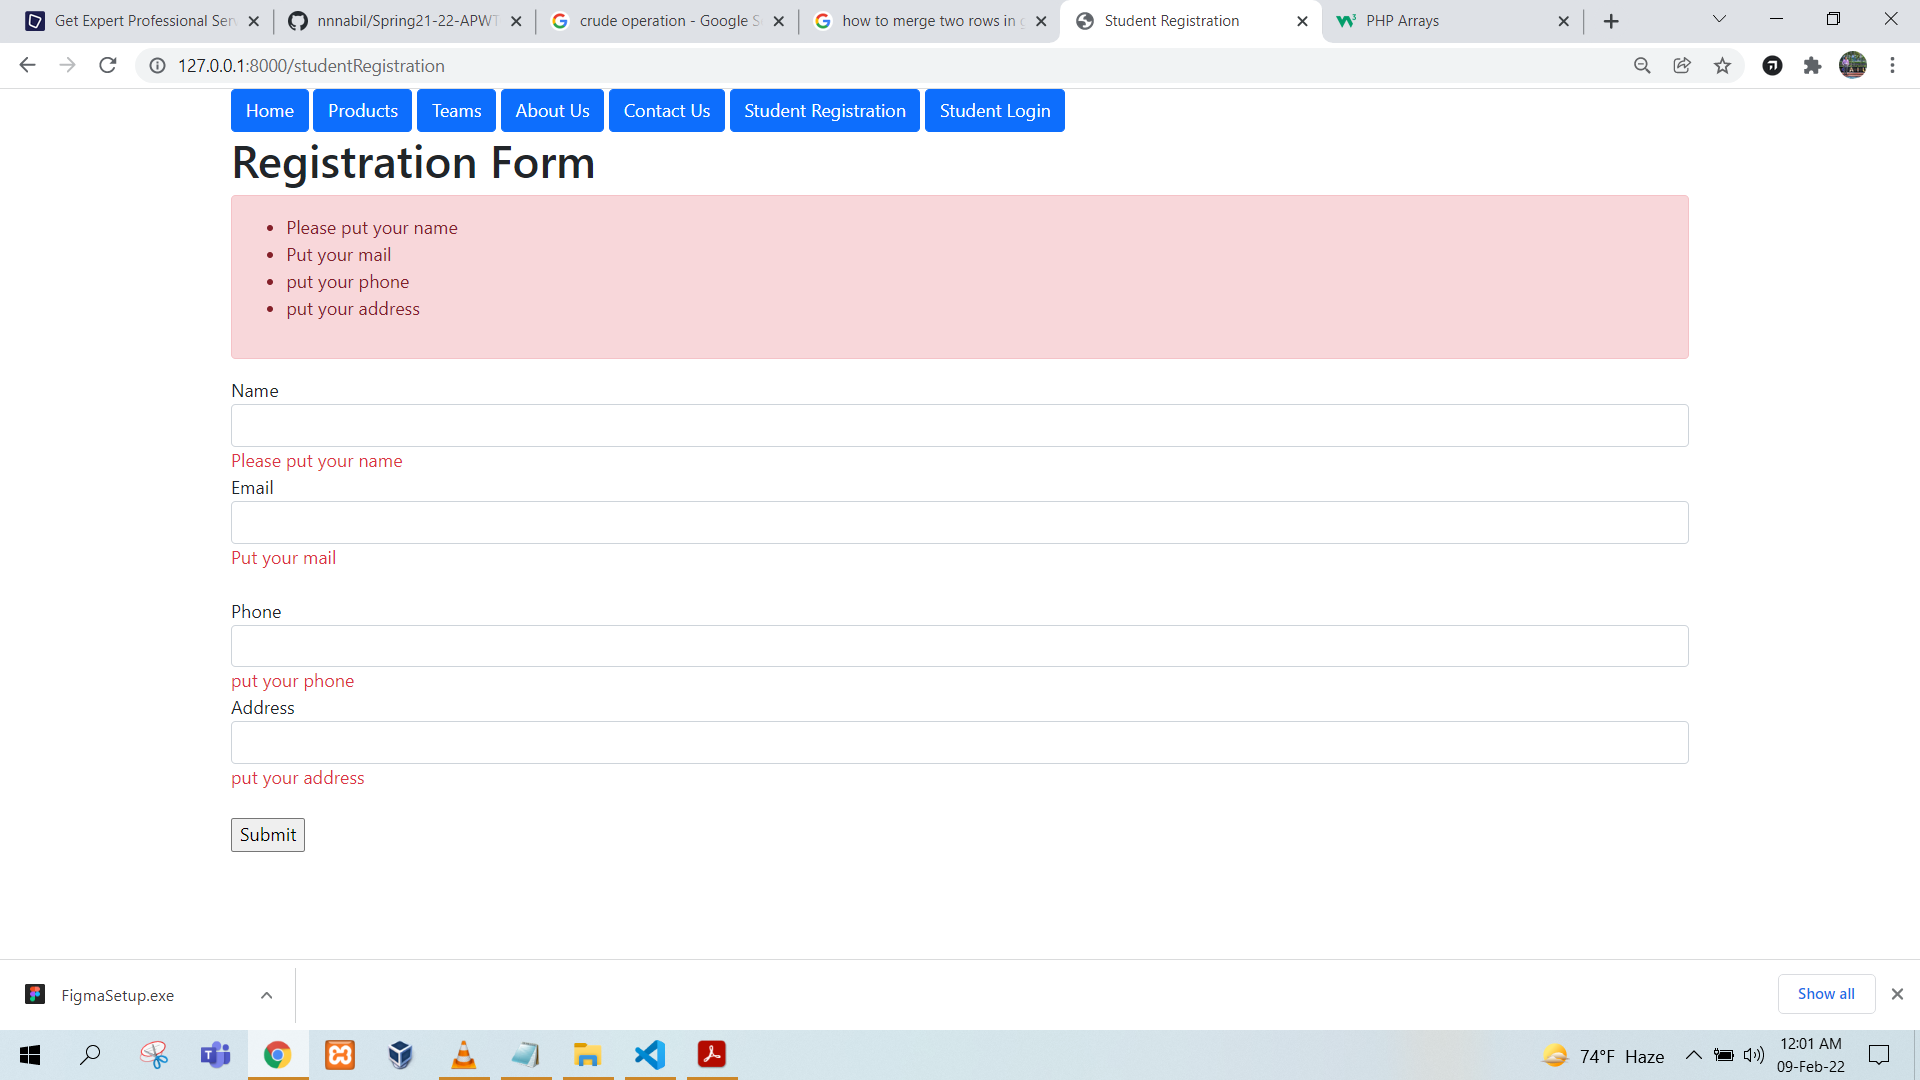 Get Expert Professional Serv
nnnabil/Spring21-22-APWT
crude operation - Google S
how to merge two rows in g
Student Registration
PHP Arrays
127.0.0.1:8000/studentRegistration
Home Products Teams About Us Contact Us Student Registration Student Login
Registration Form
• Please put your name
• Put your mail
• put your phone
• put your address
Name
Please put your name
Email
Put your mail
Phone
put your phone
Address
put your address
Submit
FigmaSetup.exe
Show all
74°F Haze
12:01 AM
09-Feb-22